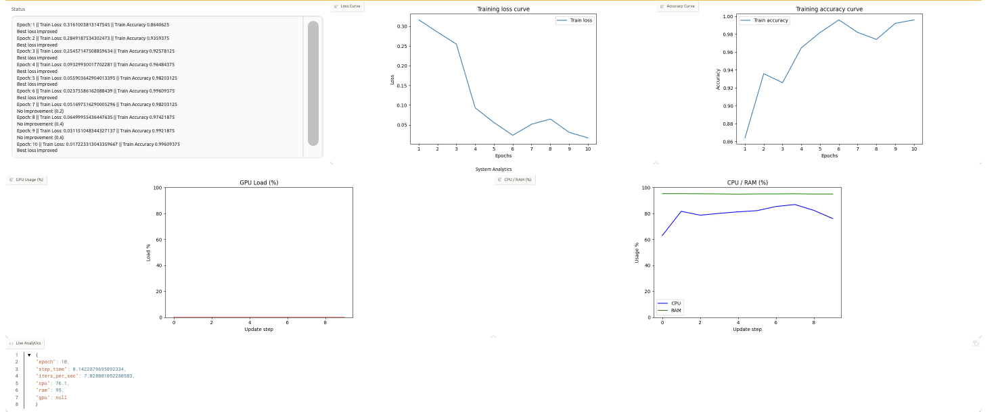 Status
Epoch: 1 || Train Loss: 0.3161003813147545 || Train Accuracy 0.8640625
Best loss improved
Epoch: 2 || Train Loss: 0.2849187534302473 || Train Accuracy 0.9359375
Best loss improved
Epoch: 3 || Train Loss: 0.25457147508859634 || Train Accuracy 0.92578125
Best loss improved
Epoch: 4 || Train Loss: 0.09329930017702281 || Train Accuracy 0.96484375
Best loss improved
Epoch: 5 || Train Loss: 0.055903642904013395 || Train Accuracy 0.98203125
Best loss improved
Epoch: 6 || Train Loss: 0.02375586162088439 || Train Accuracy 0.99609375
Best loss improved
Epoch: 7 || Train Loss: 0.051697516290005296 || Train Accuracy 0.98203125
No improvement (0.2)
Epoch: 8 || Train Loss: 0.06499955436447635 || Train Accuracy 0.97421875
No improvement (0.4)
Epoch: 9 || Train Loss: 0.031151048344327137 || Train Accuracy 0.9921875
No improvement (0.6)
Epoch: 10 || Train Loss: 0.017223313043359667 || Train Accuracy 0.99609375
Best loss improved
Loss Curve
Training loss curve
Train loss
0.30
0.25
0.20
0.15
0.10
0.05
Loss
1 2 3 4 5 6 7 8 9 10
Epochs
Accuracy Curve
Training accuracy curve
Train accuracy
1.00
0.98
0.96
0.94
0.92
0.90
0.88
0.86
Accuracy
1 2 3 4 5 6 7 8 9 10
Epochs
System Analytics
GPU Usage (%)
GPU Load (%)
100
80
60
40
20
0
Load %
0 2 4 6 8
Update step
CPU / RAM (%)
CPU / RAM (%)
100
80
60
40
20
0
Usage %
CPU
RAM
0 2 4 6 8
Update step
Live Analytics
1 {
2 "epoch": 10,
3 "step_time": 0.1422879695892334,
4 "iters_per_sec": 7.028001052280503,
5 "cpu": 76.1,
6 "ram": 95,
7 "gpu": null
8 }